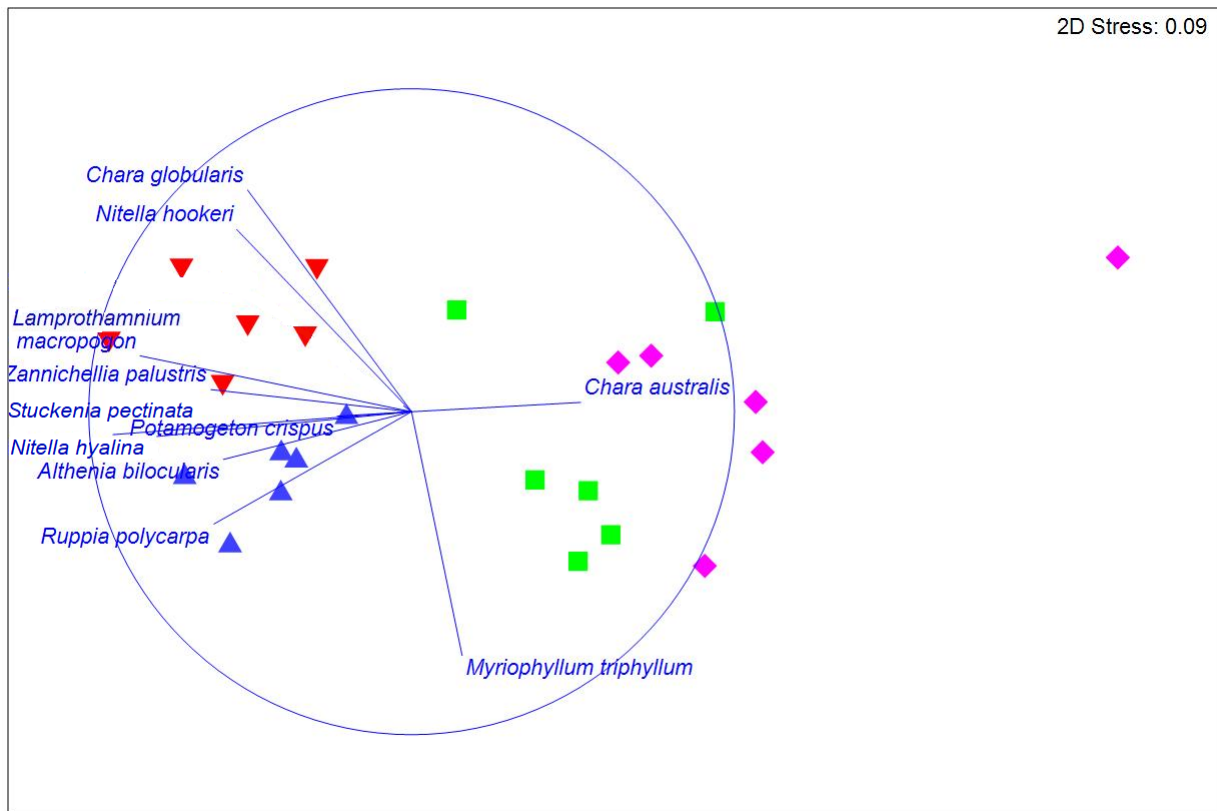 2D Stress: 0.09
Chara globularis
Nitella hookeri
Lamprothamnium
macropogon
Zannichellia palustris
Stuckenia pectinata
Potamogeton crispus
Nitella hyalina
Althenia bilocularis
Ruppia polycarpa
Chara australis
Myriophyllum triphyllum